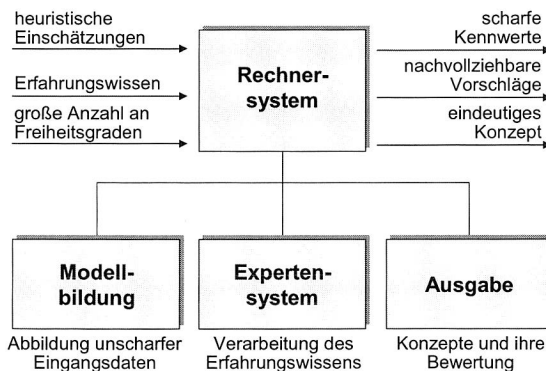 heuristische
Einschätzungen
Erfahrungswissen
große Anzahl an
Freiheitsgraden
Rechner-
system
scharfe
Kennwerte
nachvollziehbare
Vorschläge
eindeutiges
Konzept
Modell-
bildung
Abbildung unscharfer
Eingangsdaten
Experten-
system
Verarbeitung des
Erfahrungswissens
Ausgabe
Konzepte und ihre
Bewertung